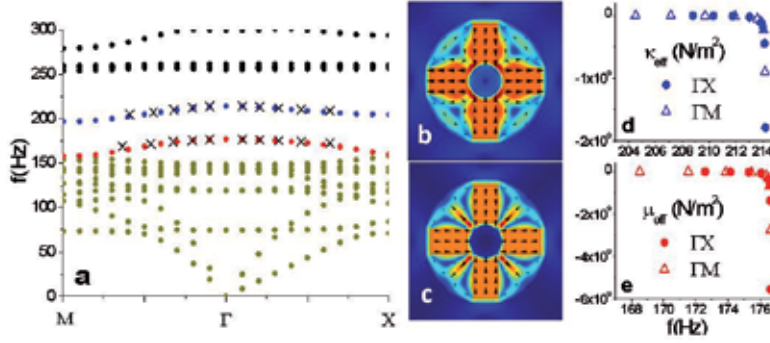 f(Hz)
300
250
200
150
100
50
0
a
M Γ X
b
c
0
-1x10⁹
-2x10⁹
κeff (N/m²)
ΓX
ΓM
d
204 206 208 210 212 214
0
-2x10⁹
-4x10⁹
-6x10⁹
μeff (N/m²)
ΓX
ΓM
e
168 170 172 174 176
f(Hz)